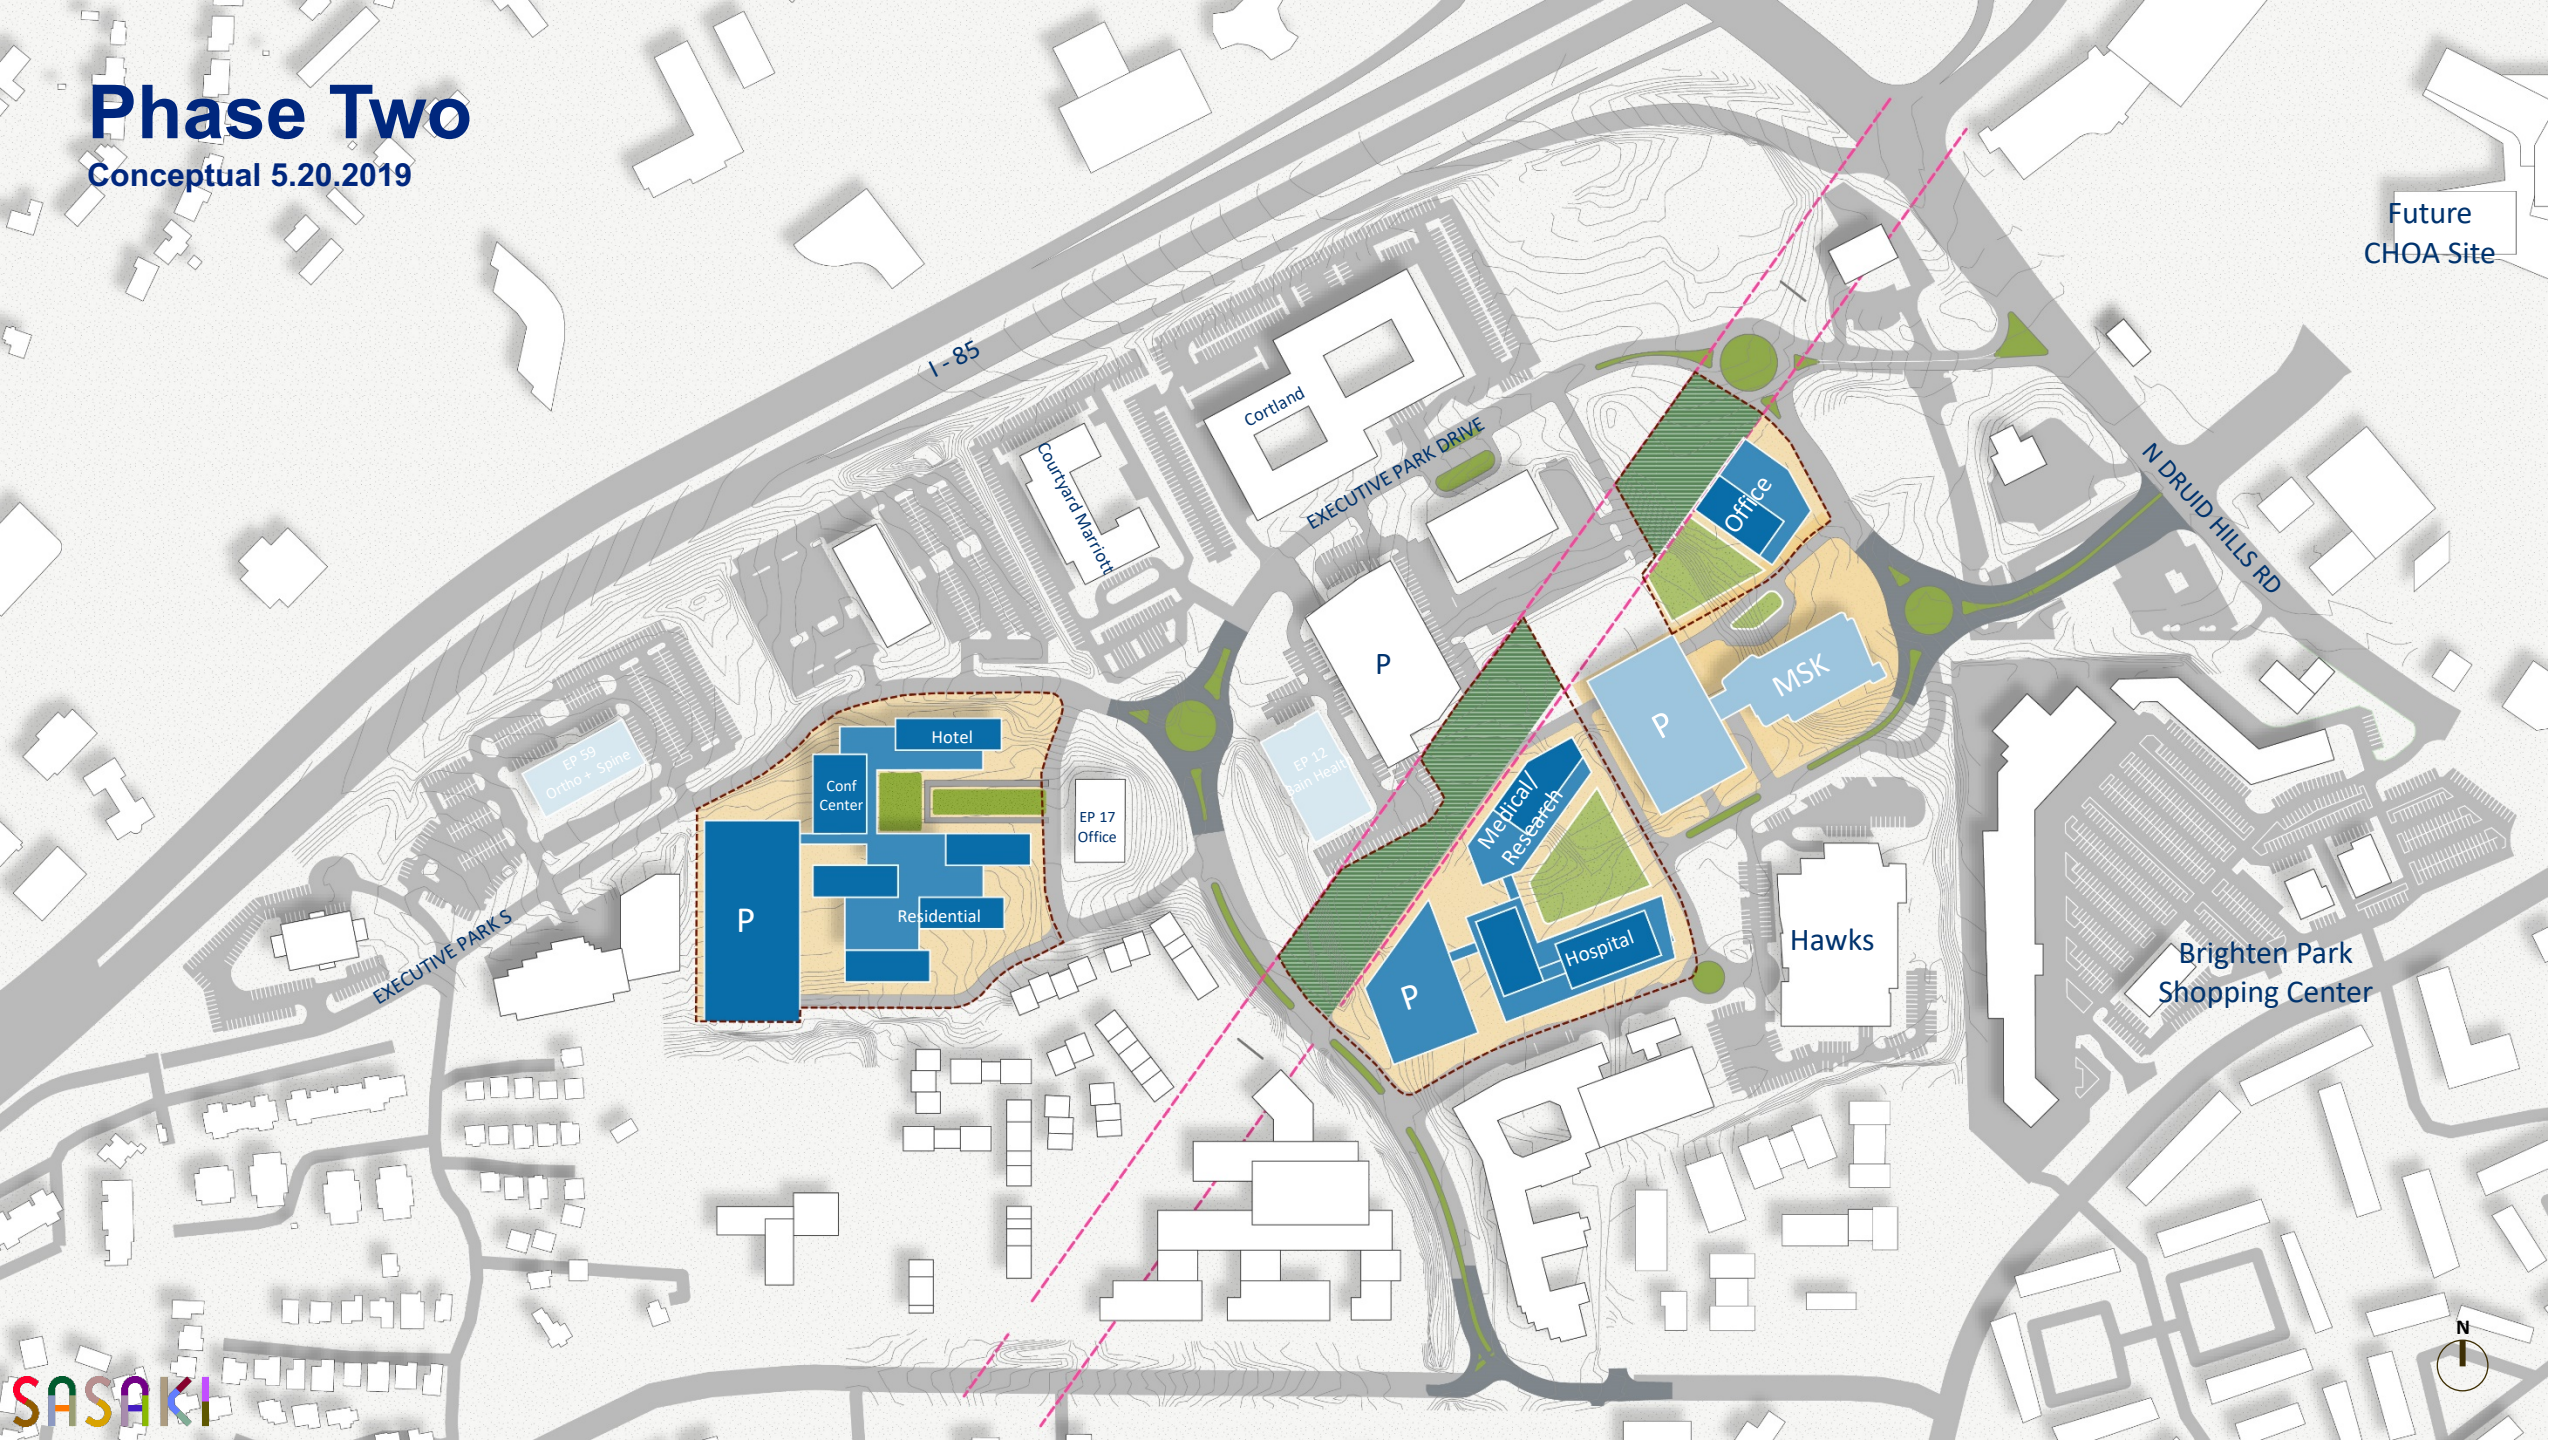 Phase Two
Conceptual 5.20.2019
Future
CHOA Site
I - 85
Cortland
EXECUTIVE PARK DRIVE
Courtyard Marriott
N DRUID HILLS RD
Office
P
MSK
P
EP 59
Ortho + Spine
Hotel
Conf
Center
EP 12
EP 17
Office
Medical/
Research
P
Residential
EXECUTIVE PARK S
Hospital
P
Hawks
Brighten Park
Shopping Center
N
SASAKI